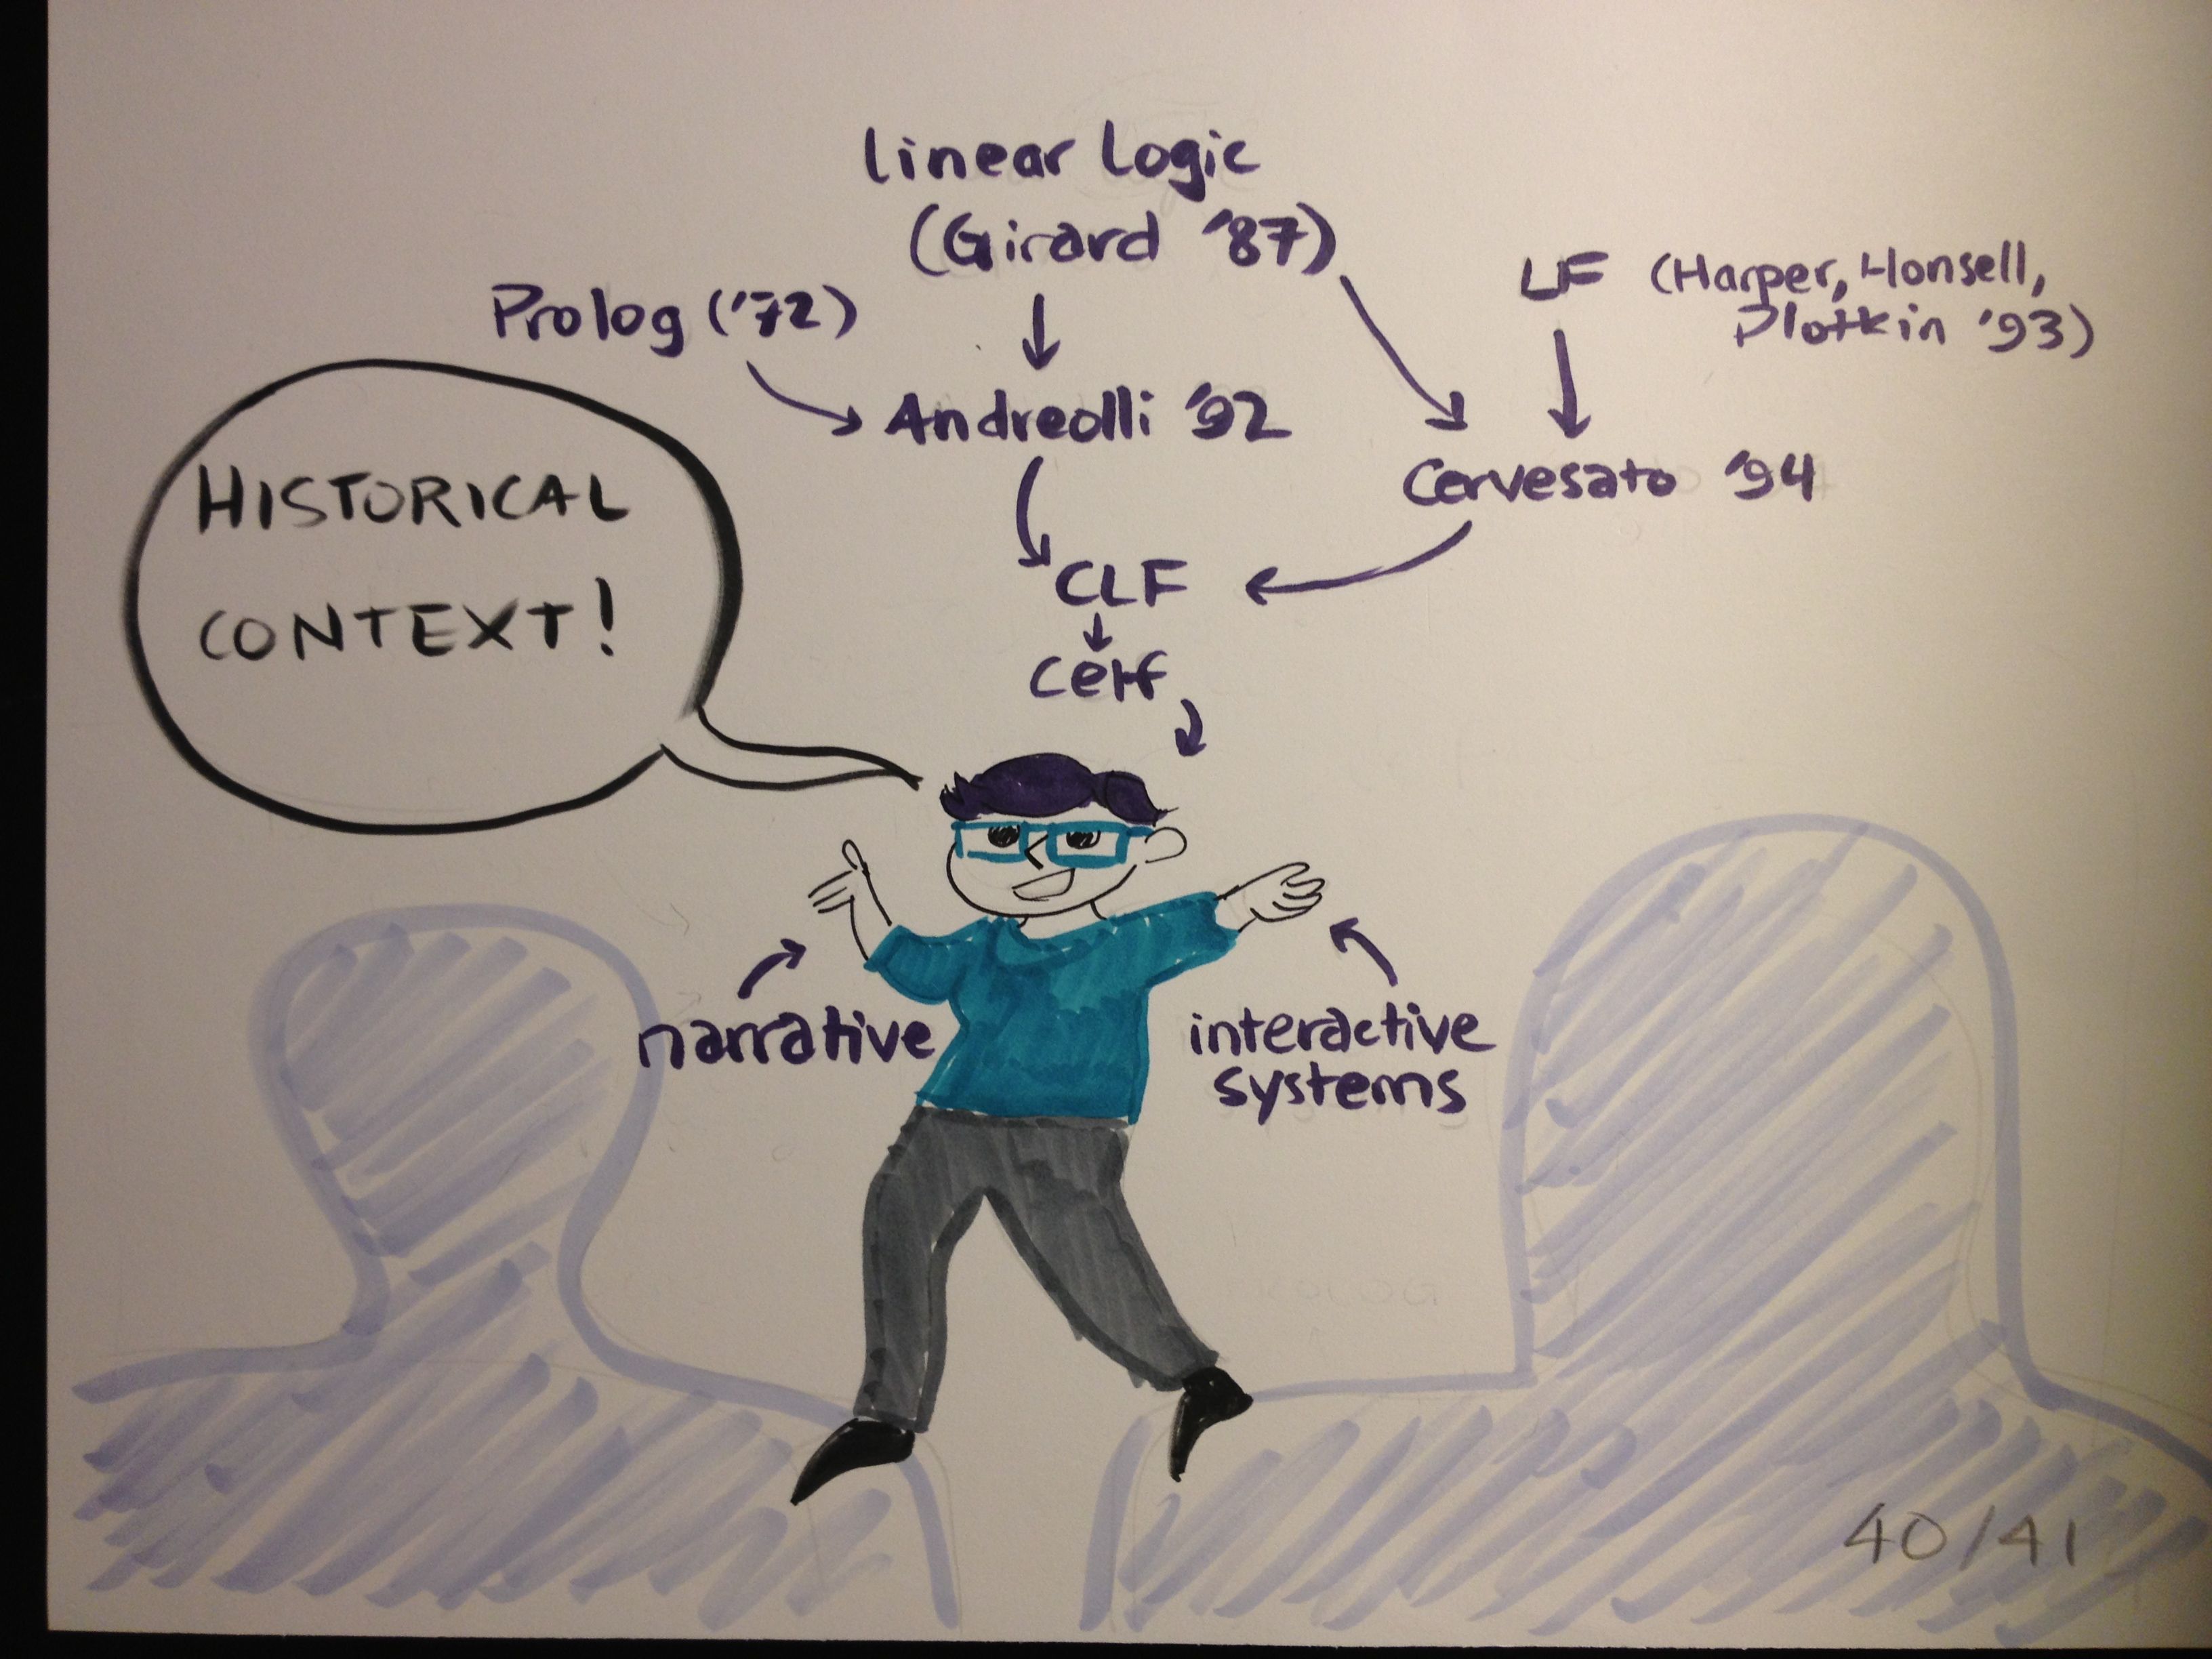 linear logic
(Girard '87)
Prolog ('72)
LF (Harper, Honsell,
Plotkin '93)
Andreolli '92
Cervesato '94
CLF
Celf
HISTORICAL
CONTEXT!
narrative
interactive
systems
40/41